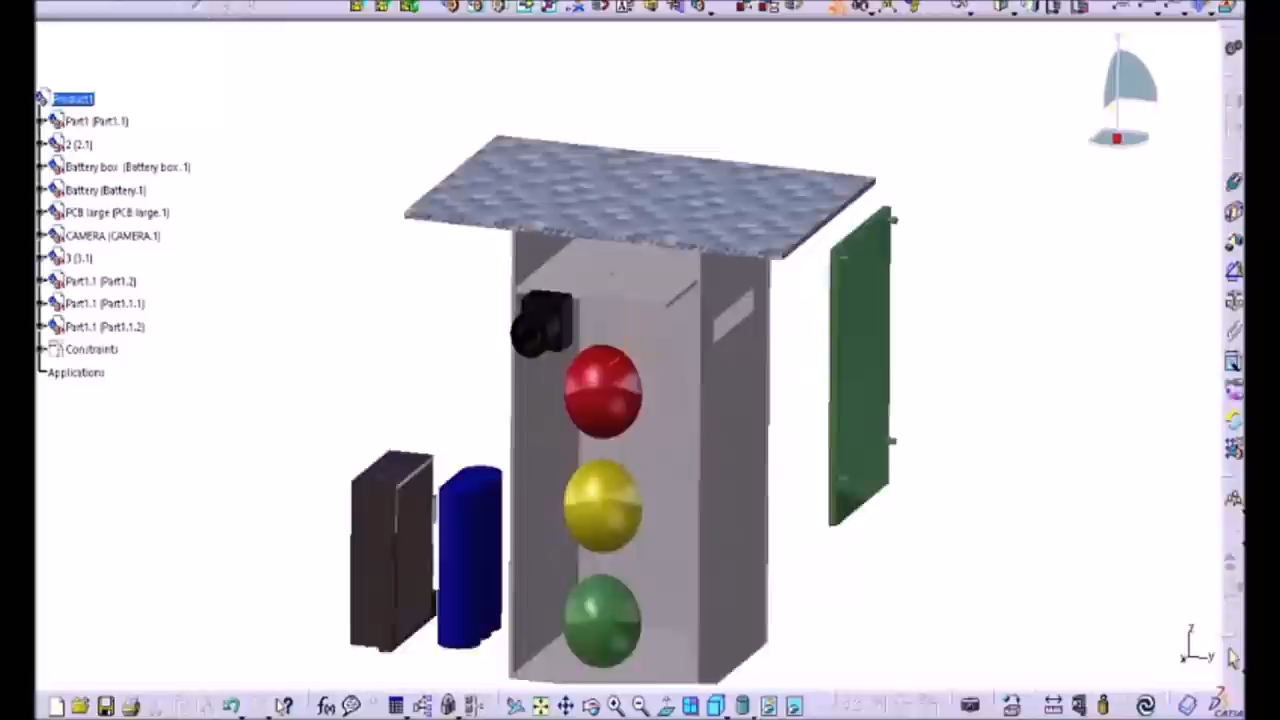 Product1
Part1 (Part1.1)
2 (2.1)
Battery box (Battery box.1)
Battery (Battery.1)
PCB large (PCB large.1)
CAMERA (CAMERA.1)
3 (3.1)
Part1.1 (Part1.2)
Part1.1 (Part1.1.1)
Part1.1 (Part1.1.2)
Constraints
Applications
z
x y
f(x)
CATIA